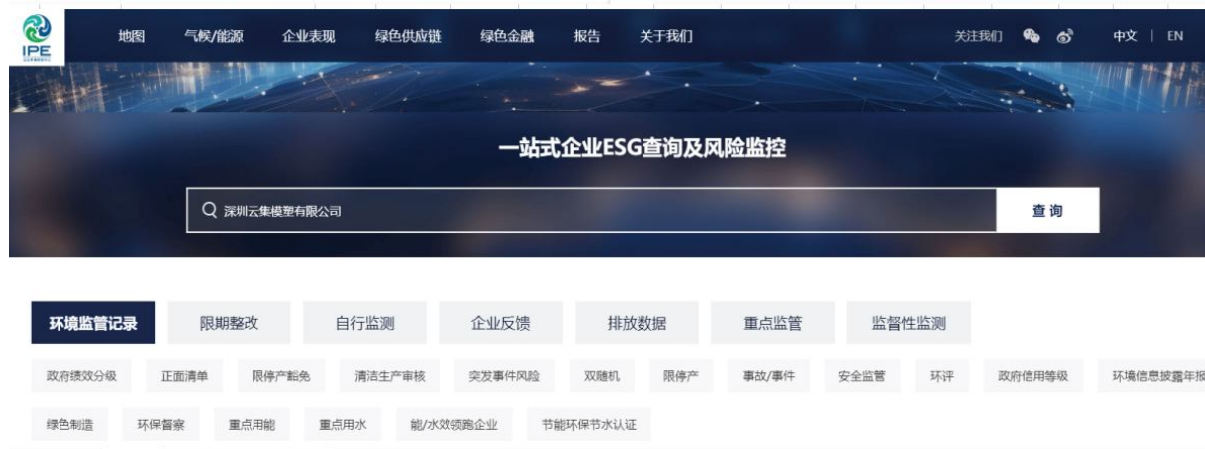 IPE
地图 气候/能源 企业表现 绿色供应链 绿色金融 报告 关于我们 关注我们 中文 | EN
一站式企业ESG查询及风险监控
深圳云集模塑有限公司 查询
环境监管记录 限期整改 自行监测 企业反馈 排放数据 重点监管 监督性监测
政府绩效分级 正面清单 限停产豁免 清洁生产审核 突发事件风险 双随机 限停产 事故/事件 安全监管 环评 政府信用等级 环境信息披露年报
绿色制造 环保督察 重点用能 重点用水 能/水效领跑企业 节能环保节水认证